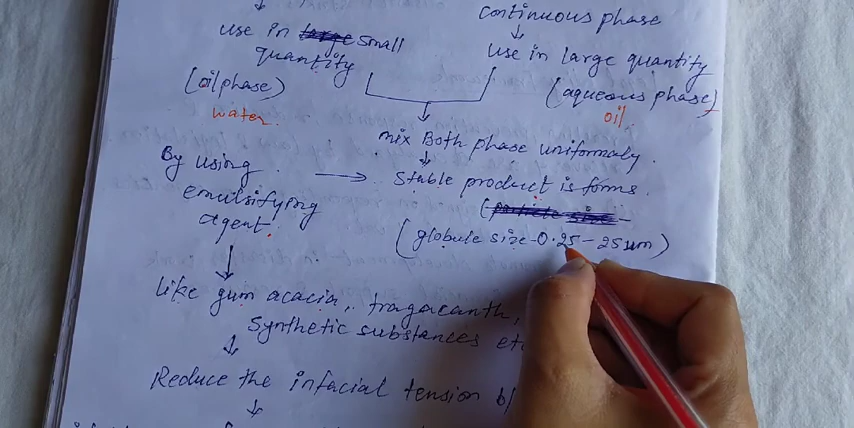 continuous phase
use in small
quantity
use in large quantity
(oil phase)
(aqueous phase)
water
oil
mix Both phase uniformaly.
By using
emulsifying
agent.
Stable product is forms.
(globule size - 0.25 - 25 um)
like gum acacia, tragacanth,
Synthetic substances etc
Reduce the infacial tension b/